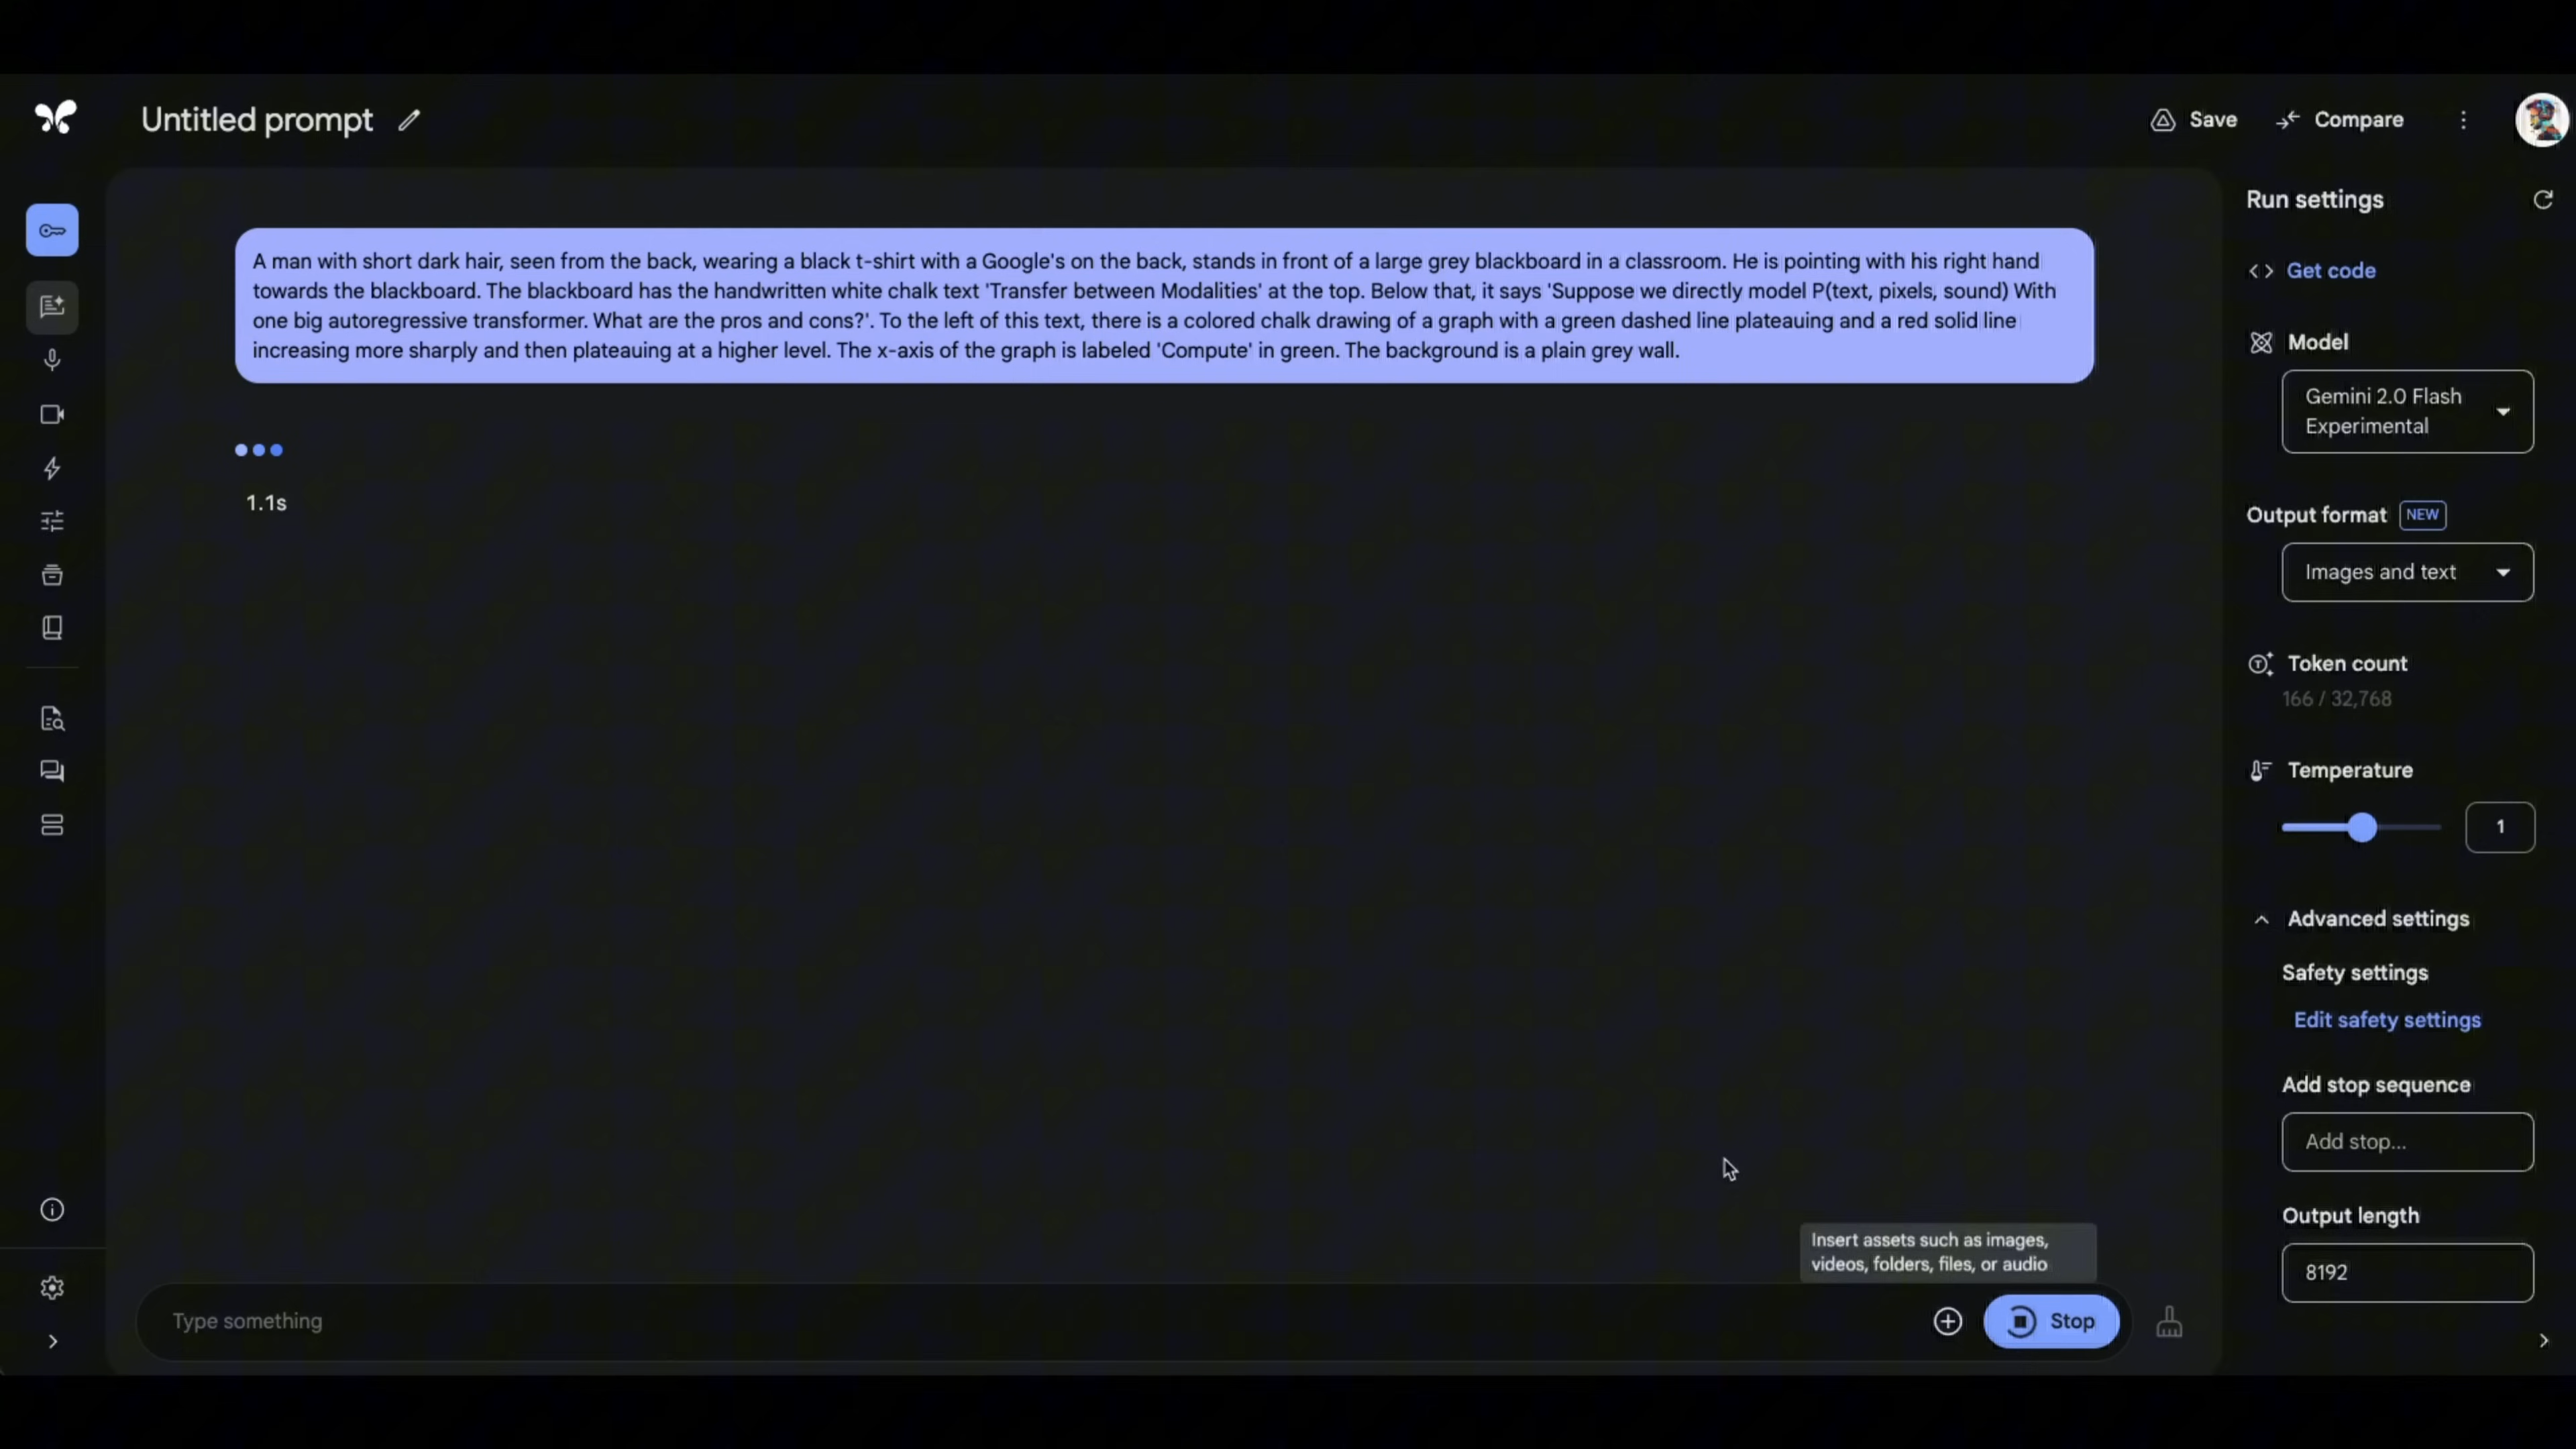 Untitled prompt
Save
Compare
A man with short dark hair, seen from the back, wearing a black t-shirt with a Google's on the back, stands in front of a large grey blackboard in a classroom. He is pointing with his right hand
towards the blackboard. The blackboard has the handwritten white chalk text 'Transfer between Modalities' at the top. Below that, it says 'Suppose we directly model P(text, pixels, sound) With
one big autoregressive transformer. What are the pros and cons?'. To the left of this text, there is a colored chalk drawing of a graph with a green dashed line plateauing and a red solid line
increasing more sharply and then plateauing at a higher level. The x-axis of the graph is labeled 'Compute' in green. The background is a plain grey wall.
1.1s
Insert assets such as images,
videos, folders, files, or audio
Type something
Stop
Run settings
Get code
Model
Gemini 2.0 Flash
Experimental
Output format NEW
Images and text
Token count
166 / 32,768
Temperature
1
Advanced settings
Safety settings
Edit safety settings
Add stop sequence
Add stop...
Output length
8192